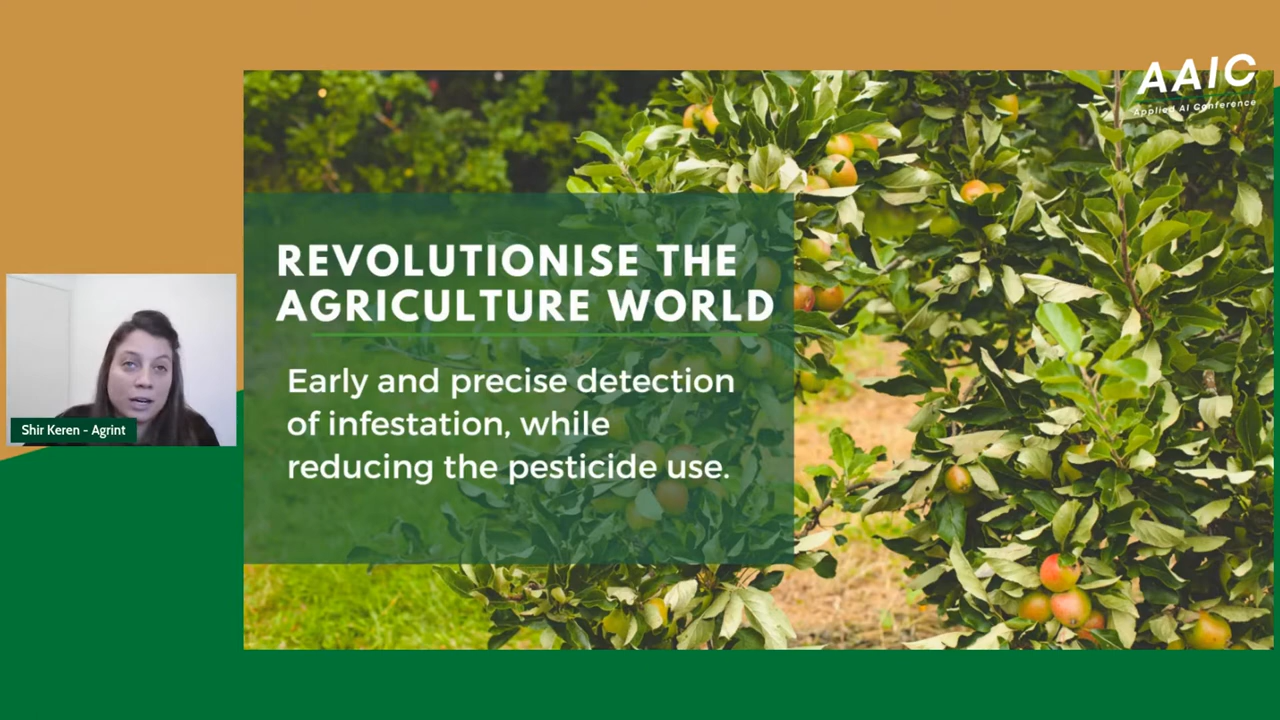 AAIC
Applied AI Conference
REVOLUTIONISE THE
AGRICULTURE WORLD
Early and precise detection
of infestation, while
reducing the pesticide use.
Shir Keren - Agrint